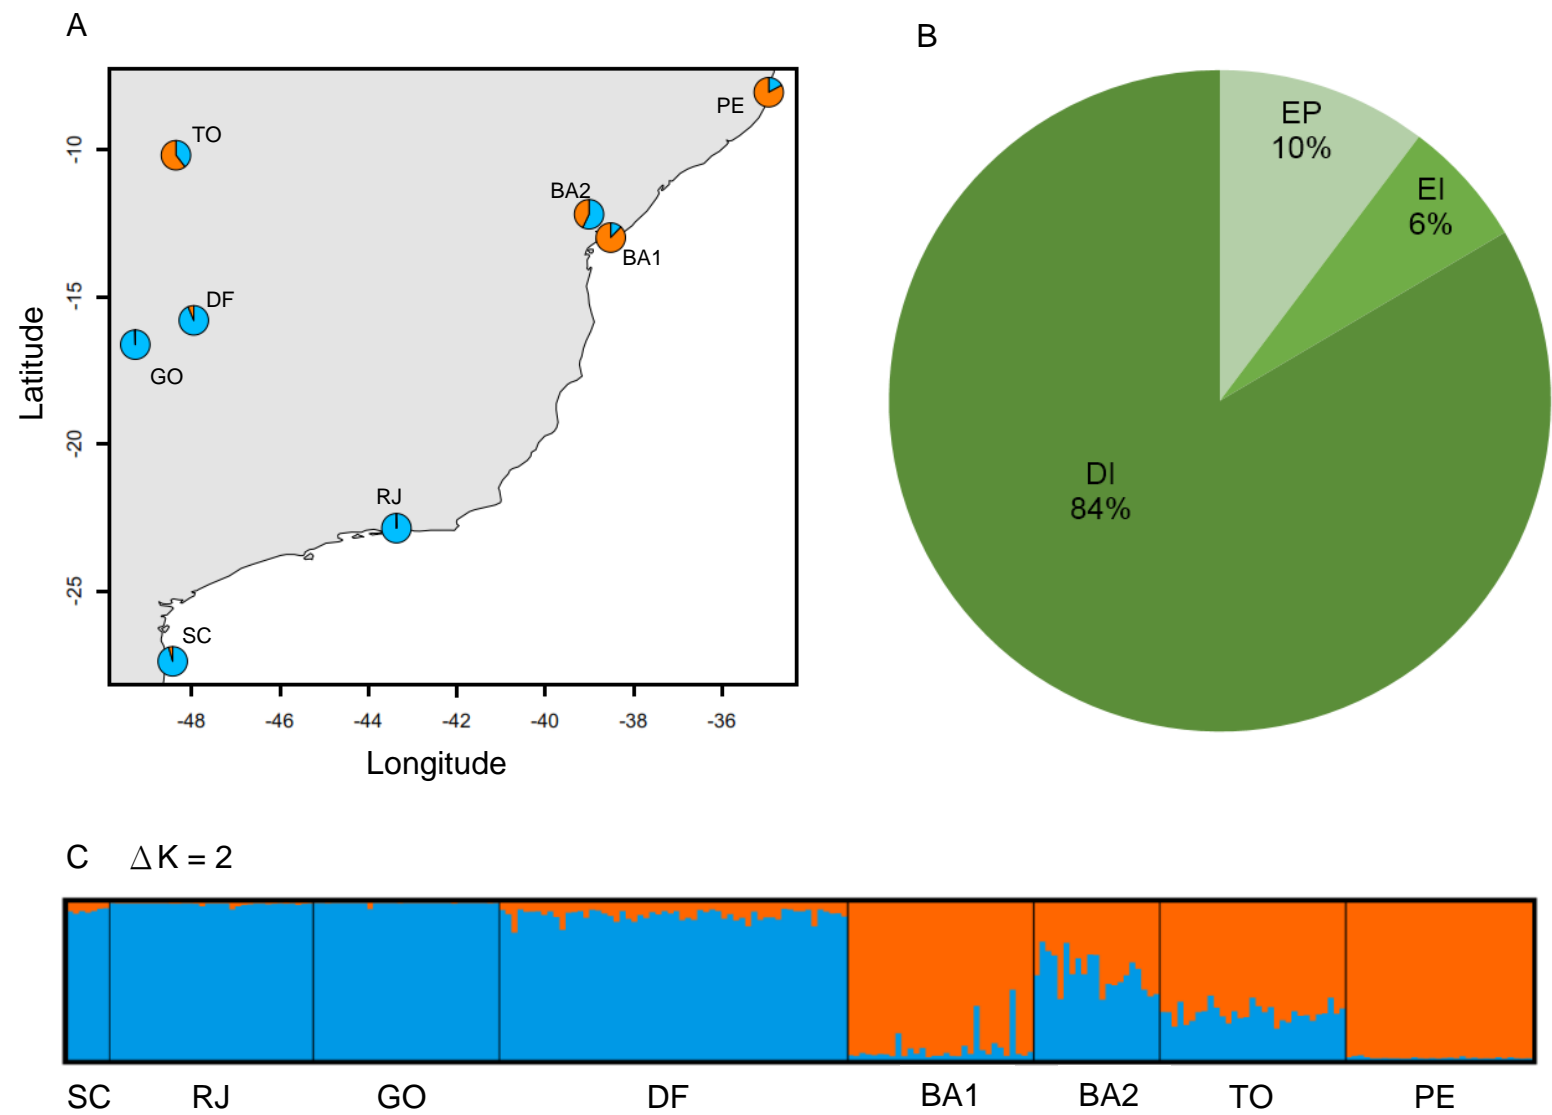 A
B
PE
TO
BA2
BA1
DF
GO
RJ
SC
-10
-15
-20
-25
Latitude
-48
-46
-44
-42
-40
-38
-36
Longitude
EP
10%
EI
6%
DI
84%
C Δ K = 2
SC RJ GO DF BA1 BA2 TO PE